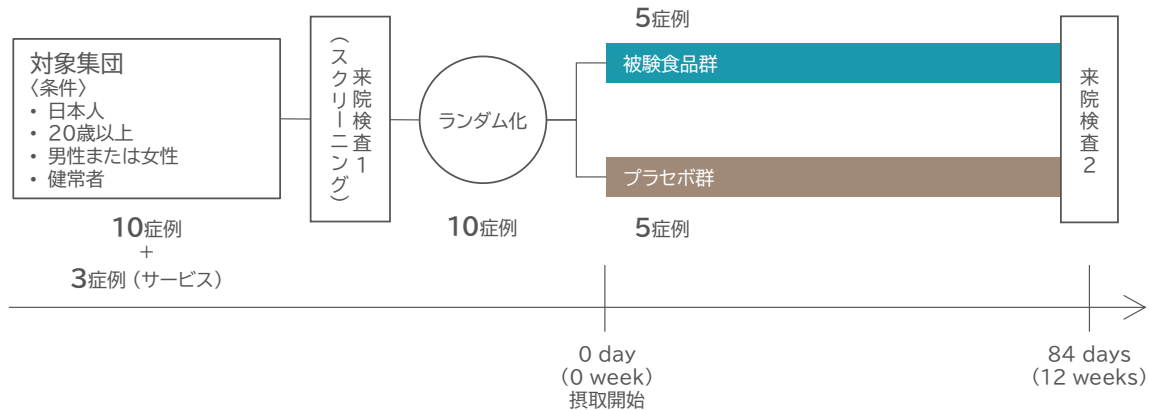 対象集団
〈条件〉
• 日本人
• 20歳以上
• 男性または女性
• 健常者
10症例
+
3症例（サービス）
来院検査1
（スクリーニング）
ランダム化
10症例
5症例
被験食品群
プラセボ群
5症例
来院検査2
0 day
(0 week)
摂取開始
84 days
(12 weeks)